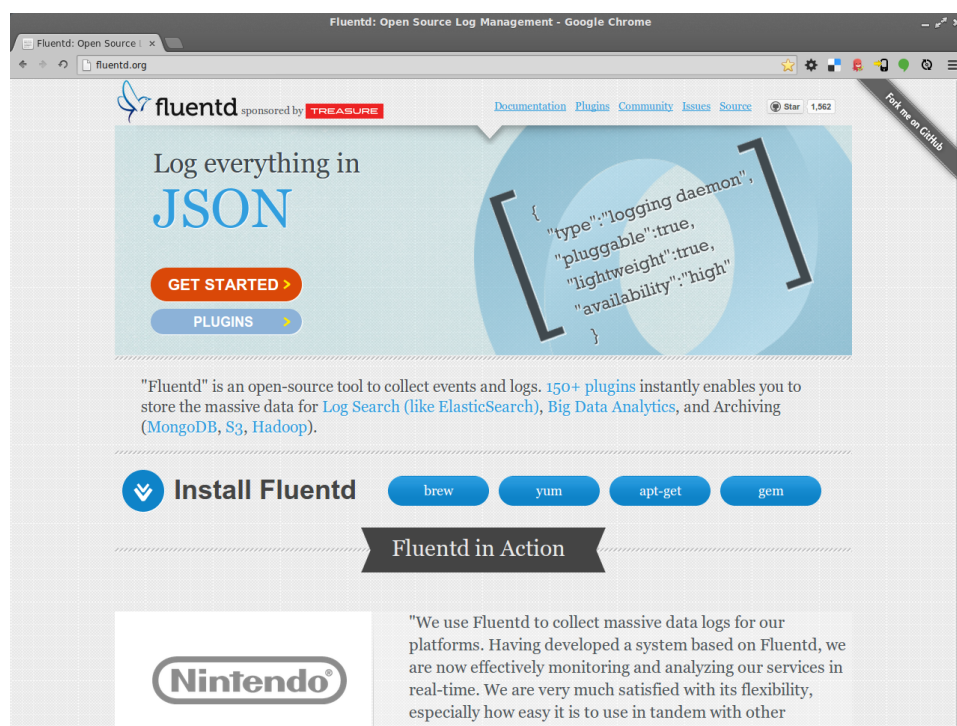 Fluentd: Open Source Log Management - Google Chrome
Fluentd: Open Source L
fluentd.org
fluentd sponsored by TREASURE
Documentation Plugins Community Issues Source Star 1,562
Fork me on GitHub
Log everything in
JSON
GET STARTED >
PLUGINS >
{
"type":"logging daemon",
"pluggable":true,
"lightweight":true,
"availability":"high"
}
"Fluentd" is an open-source tool to collect events and logs. 150+ plugins instantly enables you to
store the massive data for Log Search (like ElasticSearch), Big Data Analytics, and Archiving
(MongoDB, S3, Hadoop).
Install Fluentd brew yum apt-get gem
Fluentd in Action
Nintendo®
"We use Fluentd to collect massive data logs for our
platforms. Having developed a system based on Fluentd, we
are now effectively monitoring and analyzing our services in
real-time. We are very much satisfied with its flexibility,
especially how easy it is to use in tandem with other